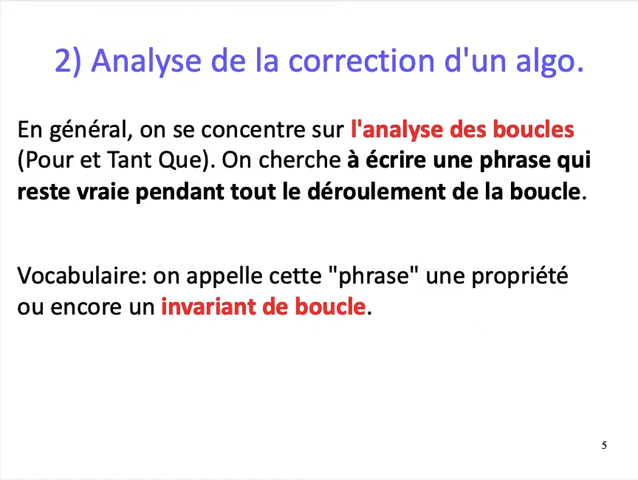 2) Analyse de la correction d'un algo.
En général, on se concentre sur l'analyse des boucles
(Pour et Tant Que). On cherche à écrire une phrase qui
reste vraie pendant tout le déroulement de la boucle.
Vocabulaire: on appelle cette "phrase" une propriété
ou encore un invariant de boucle.
5